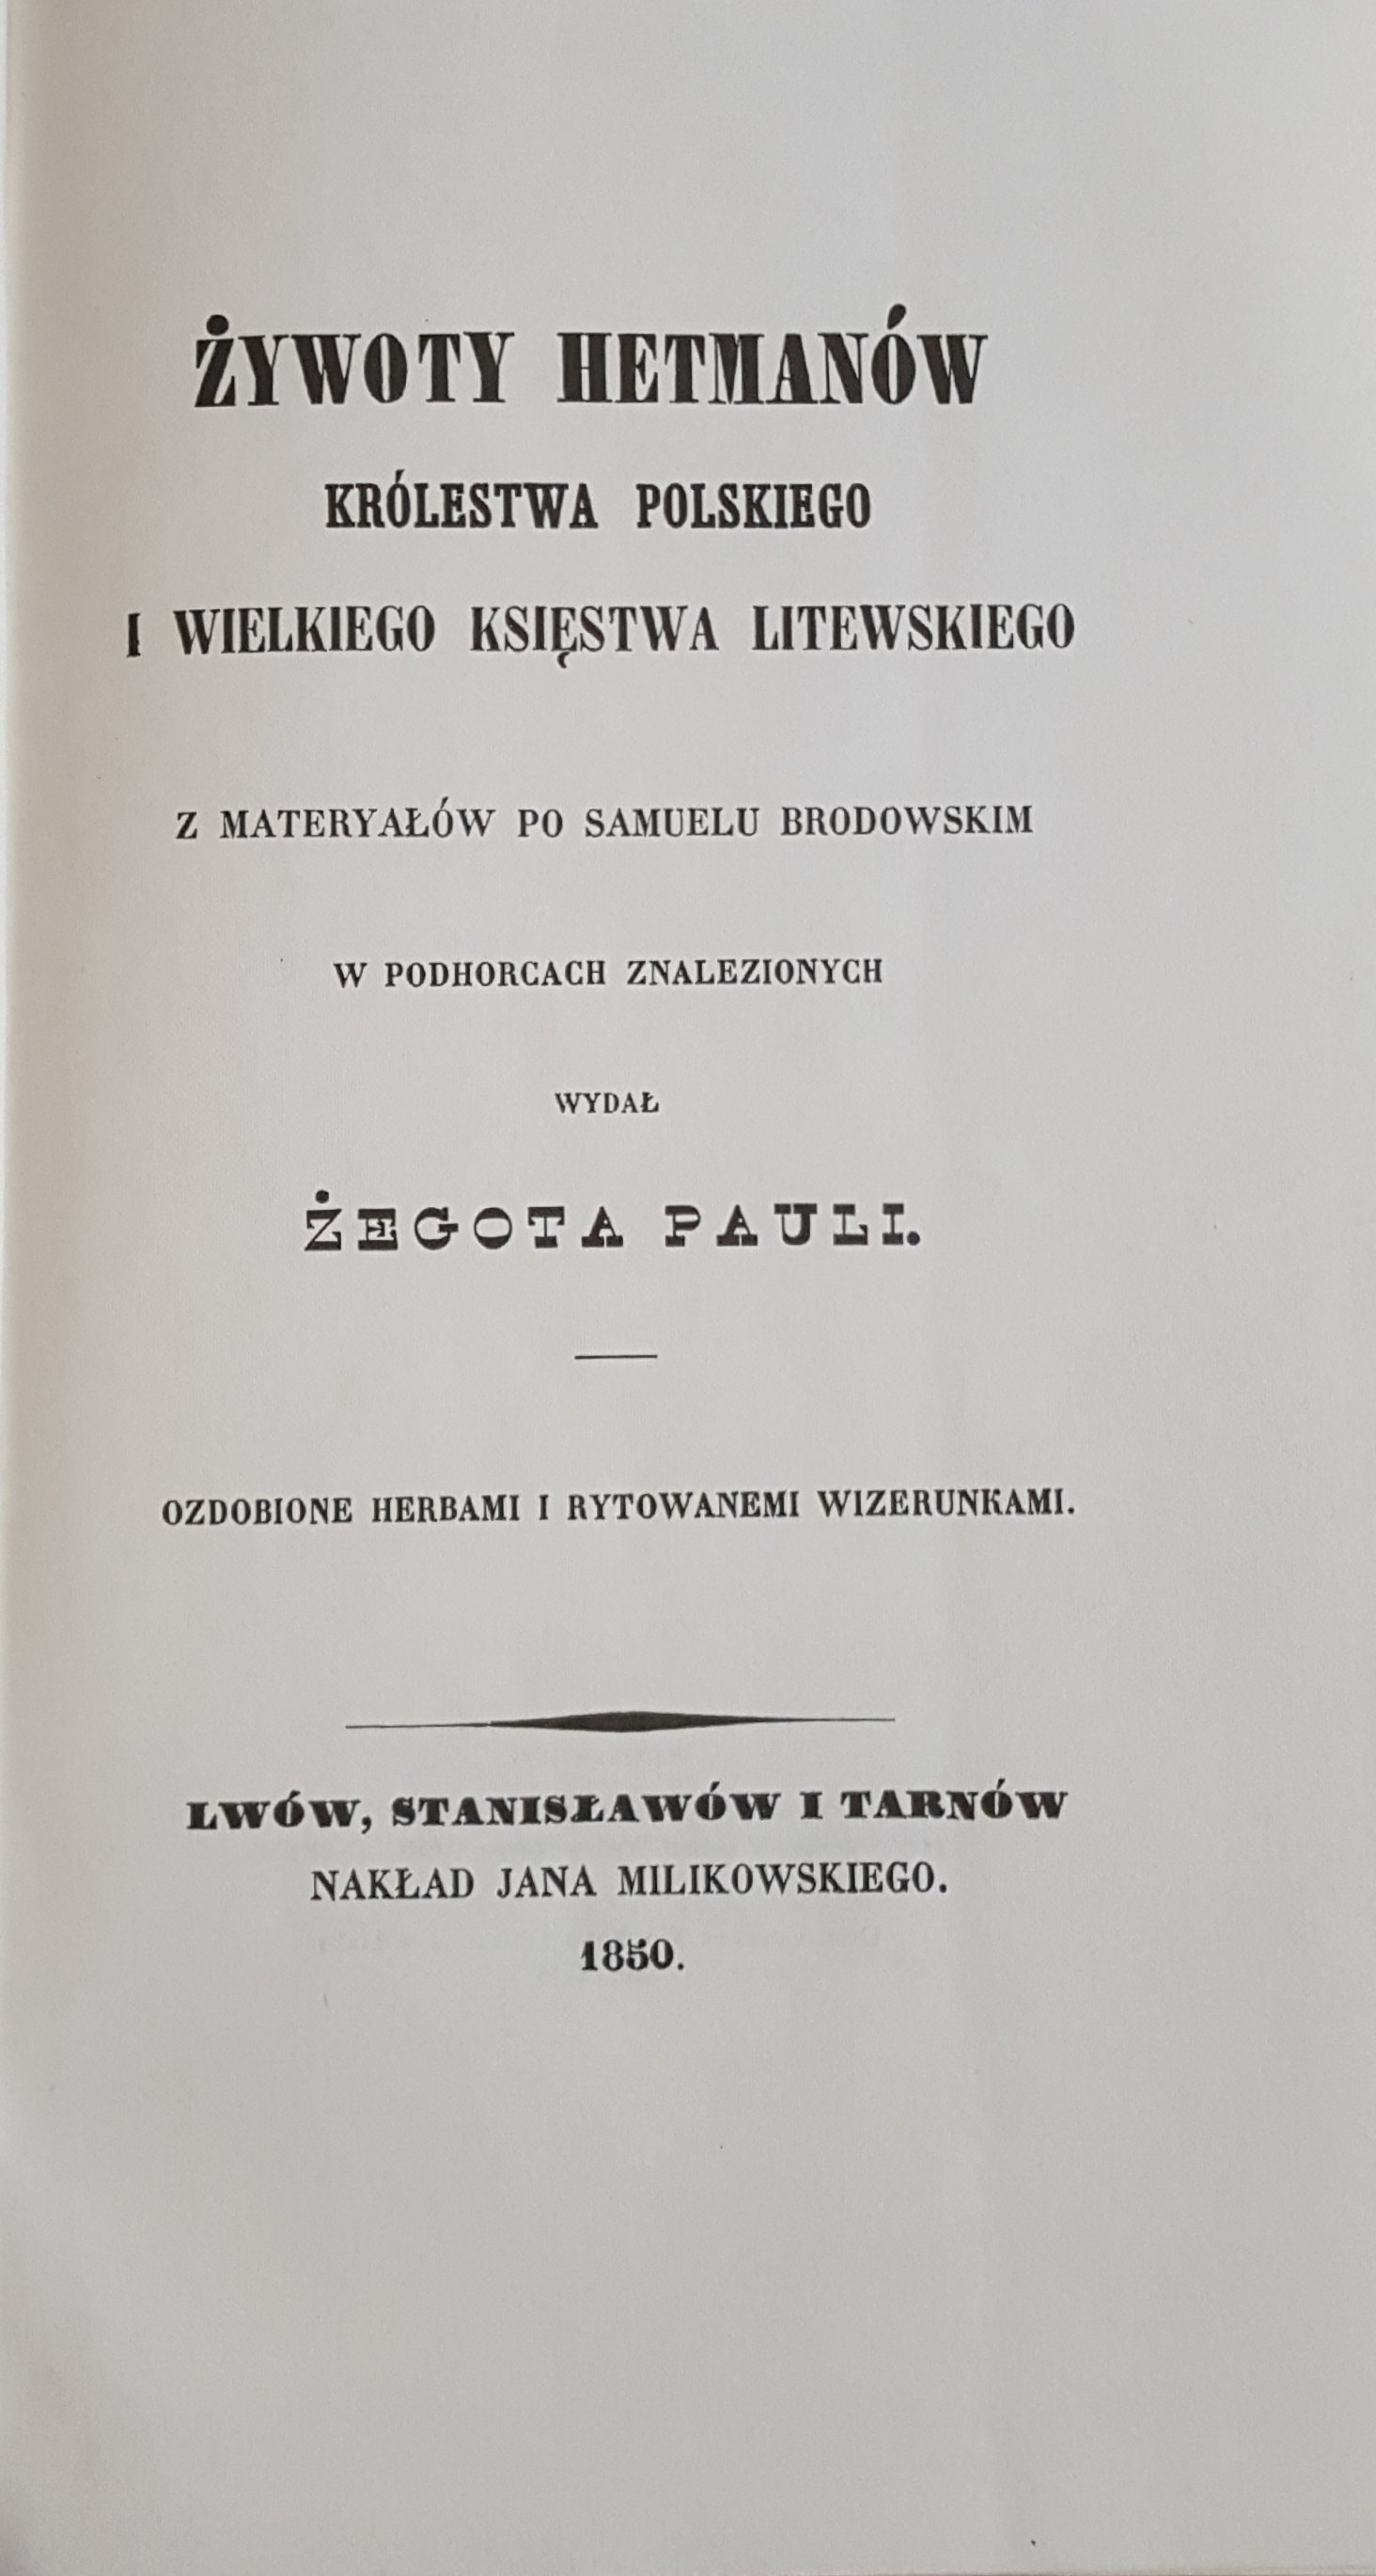 ŻYWOTY HETMANÓW
KRÓLESTWA POLSKIEGO
I WIELKIEGO KSIĘSTWA LITEWSKIEGO
Z MATERYAŁÓW PO SAMUELU BRODOWSKIM
W PODHORCACH ZNALEZIONYCH
WYDAŁ
ŻEGOTA PAULI.
OZDOBIONE HERBAMI I RYTOWANEMI WIZERUNKAMI.
LWÓW, STANISŁAWÓW I TARNÓW
NAKŁAD JANA MILIKOWSKIEGO.
1850.